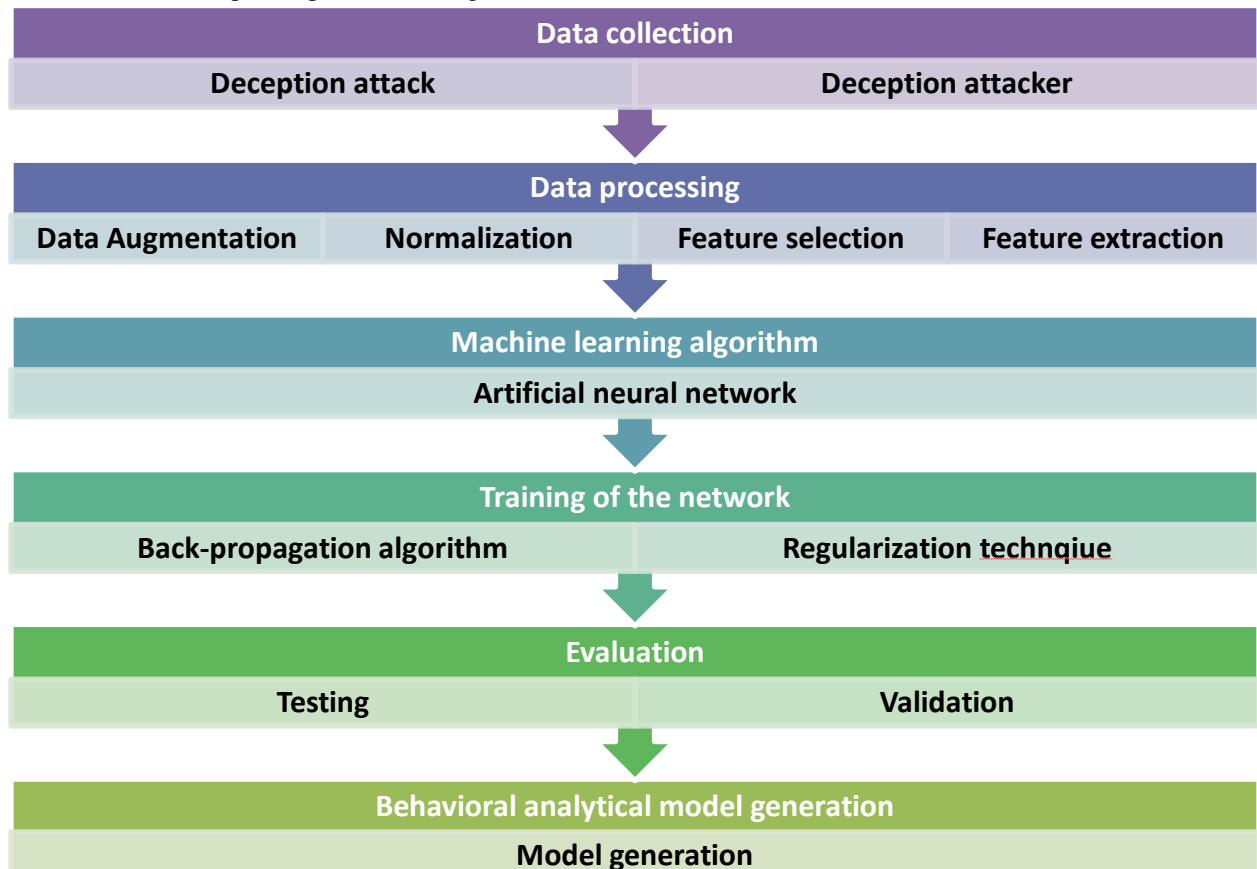 Data collection
Deception attack Deception attacker
Data processing
Data Augmentation Normalization Feature selection Feature extraction
Machine learning algorithm
Artificial neural network
Training of the network
Back-propagation algorithm Regularization technqiue
Evaluation
Testing Validation
Behavioral analytical model generation
Model generation